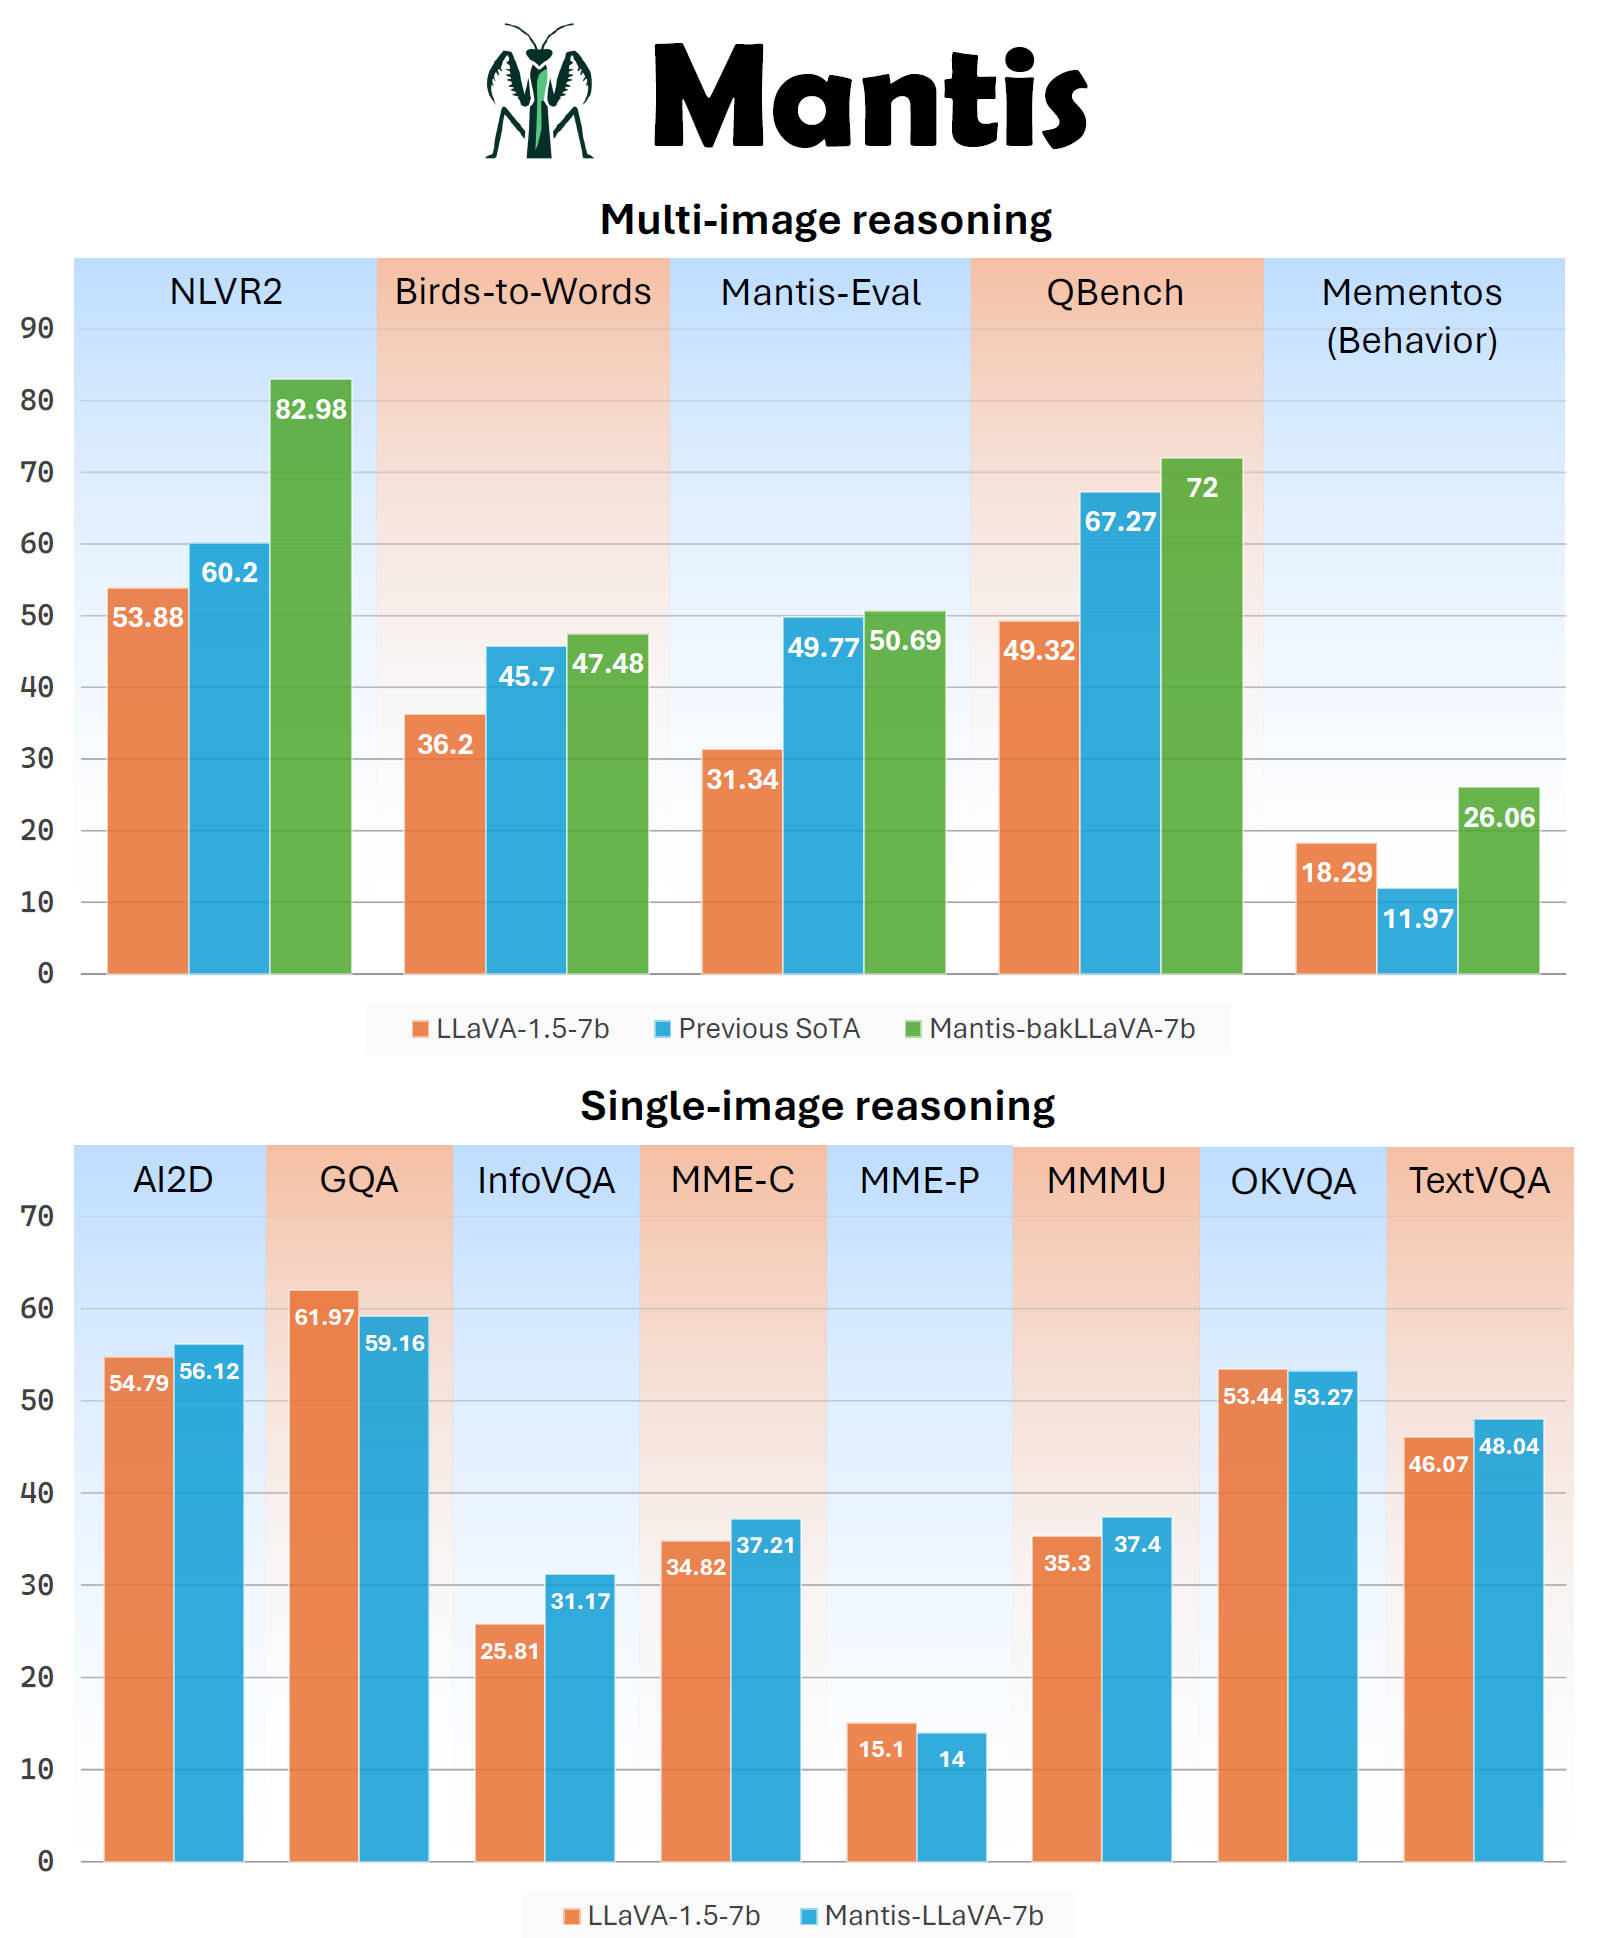 Mantis
Multi-image reasoning
NLVR2 Birds-to-Words Mantis-Eval QBench Mementos
(Behavior)
90
80
70
60
50
40
30
20
10
0
53.88 60.2 82.98
36.2 45.7 47.48
31.34 49.77 50.69
49.32 67.27 72
18.29 11.97 26.06
LLaVA-1.5-7b Previous SoTA Mantis-bakLLaVA-7b
Single-image reasoning
AI2D GQA InfoVQA MME-C MME-P MMMU OKVQA TextVQA
70
60
50
40
30
20
10
0
54.79 56.12
61.97 59.16
25.81 31.17
34.82 37.21
15.1 14
35.3 37.4
53.44 53.27
46.07 48.04
LLaVA-1.5-7b Mantis-LLaVA-7b